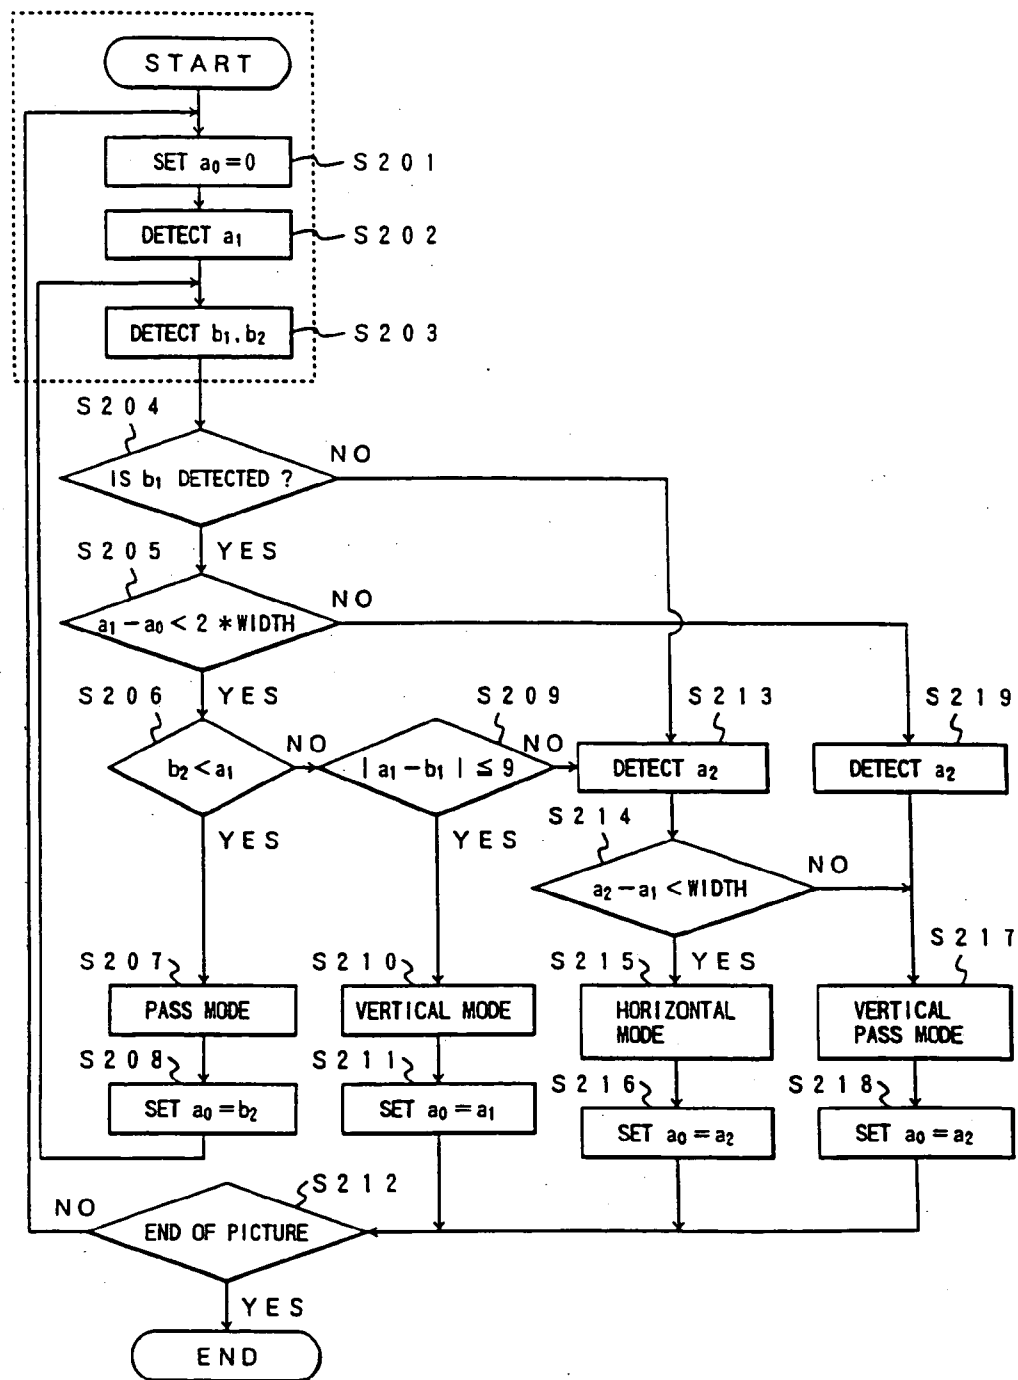 START
SET a₀=0
S201
DETECT a₁
S202
DETECT b₁, b₂
S203
S204
IS b₁ DETECTED ?
NO
YES
S205
a₁-a₀<2*WIDTH
NO
YES
S206
b₂<a₁
NO
YES
S209
|a₁-b₁|≦9
NO
YES
S213
DETECT a₂
S219
DETECT a₂
S214
a₂-a₁<WIDTH
NO
YES
S207
PASS MODE
S210
VERTICAL MODE
S215
HORIZONTAL
MODE
S217
VERTICAL
PASS MODE
S208
SET a₀=b₂
S211
SET a₀=a₁
S216
SET a₀=a₂
S218
SET a₀=a₂
S212
END OF PICTURE
NO
YES
END